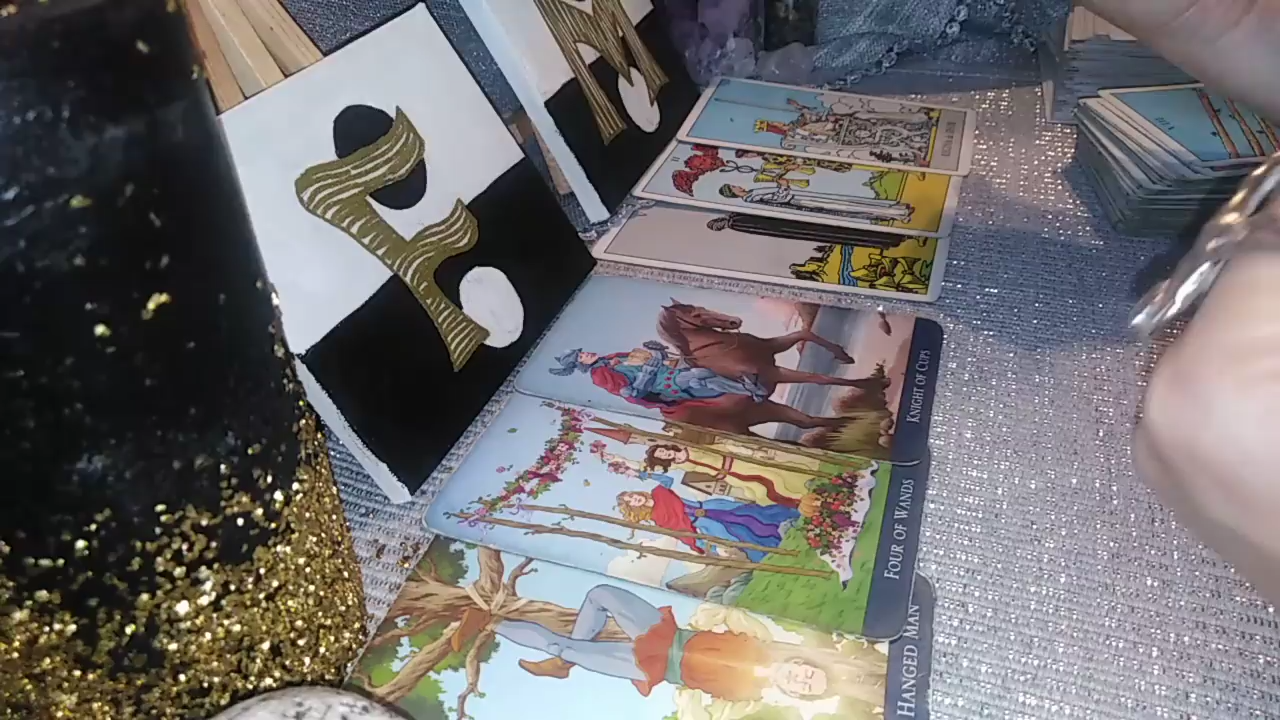 M
F
KNIGHT OF CUPS
FOUR OF WANDS
HANGED MAN